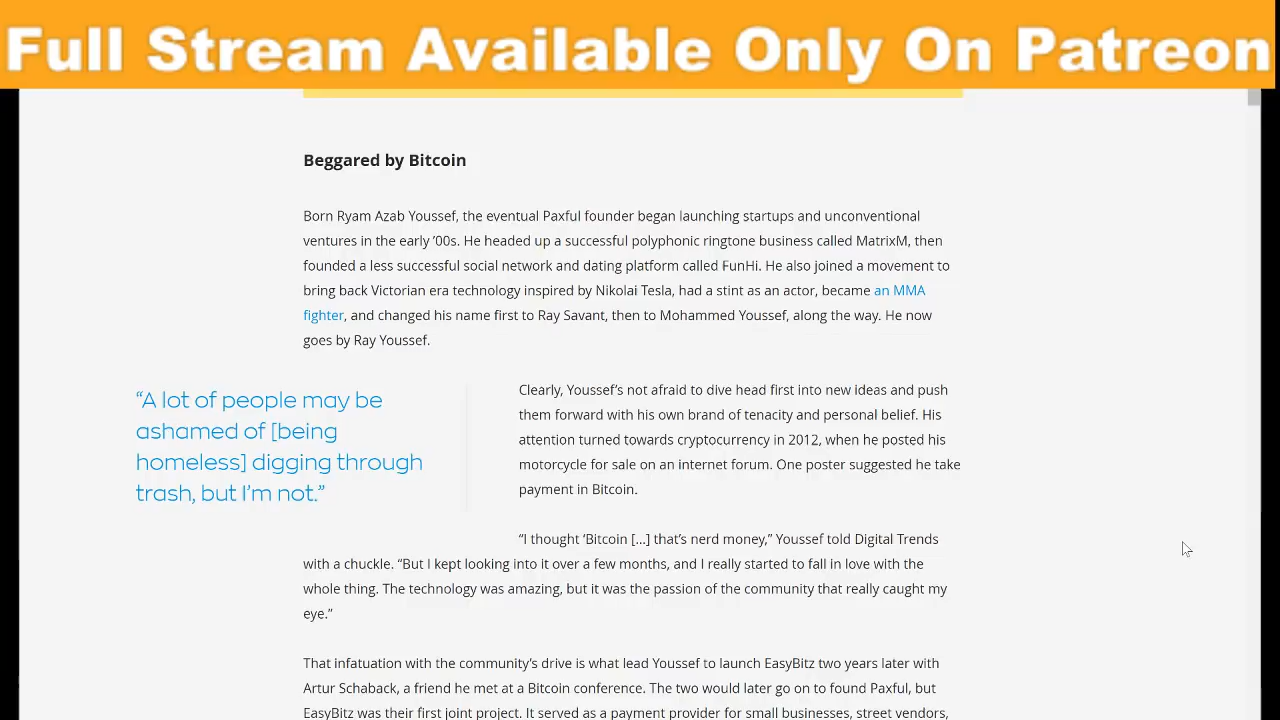 Full Stream Available Only On Patreon
Beggared by Bitcoin
Born Ryam Azab Youssef, the eventual Paxful founder began launching startups and unconventional
ventures in the early ’00s. He headed up a successful polyphonic ringtone business called MatrixM, then
founded a less successful social network and dating platform called FunHi. He also joined a movement to
bring back Victorian era technology inspired by Nikolai Tesla, had a stint as an actor, became an MMA
fighter, and changed his name first to Ray Savant, then to Mohammed Youssef, along the way. He now
goes by Ray Youssef.
“A lot of people may be
ashamed of [being
homeless] digging through
trash, but I’m not.”
Clearly, Youssef’s not afraid to dive head first into new ideas and push
them forward with his own brand of tenacity and personal belief. His
attention turned towards cryptocurrency in 2012, when he posted his
motorcycle for sale on an internet forum. One poster suggested he take
payment in Bitcoin.
“I thought ‘Bitcoin […] that’s nerd money,” Youssef told Digital Trends
with a chuckle. “But I kept looking into it over a few months, and I really started to fall in love with the
whole thing. The technology was amazing, but it was the passion of the community that really caught my
eye.”
That infatuation with the community’s drive is what lead Youssef to launch EasyBitz two years later with
Artur Schaback, a friend he met at a Bitcoin conference. The two would later go on to found Paxful, but
EasyBitz was their first joint project. It served as a payment provider for small businesses, street vendors,